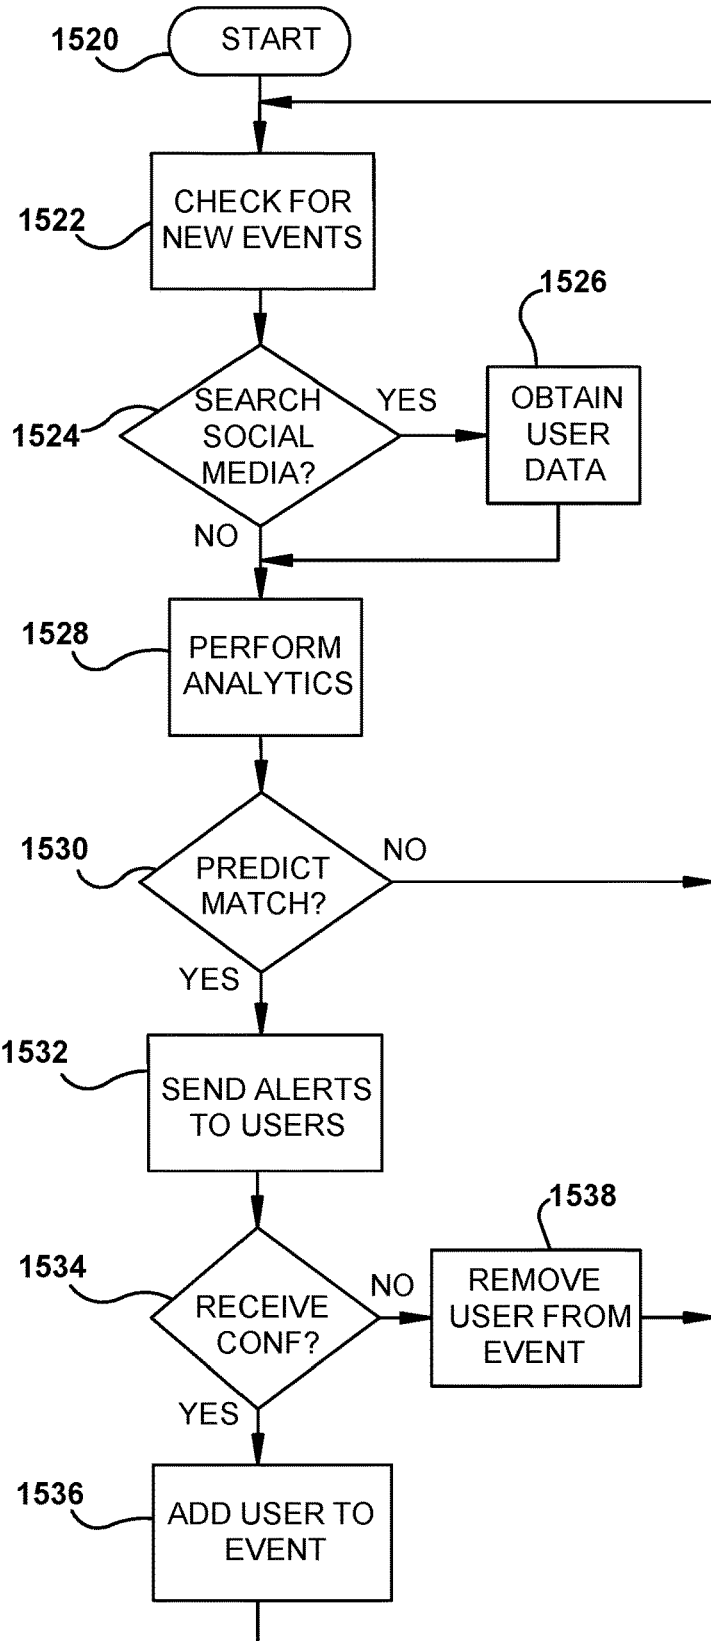 1520
START
1522
CHECK FOR
NEW EVENTS
1524
SEARCH
SOCIAL
MEDIA?
YES
1526
OBTAIN
USER
DATA
NO
1528
PERFORM
ANALYTICS
1530
PREDICT
MATCH?
NO
YES
1532
SEND ALERTS
TO USERS
1534
RECEIVE
CONF?
NO
1538
REMOVE
USER FROM
EVENT
YES
1536
ADD USER TO
EVENT